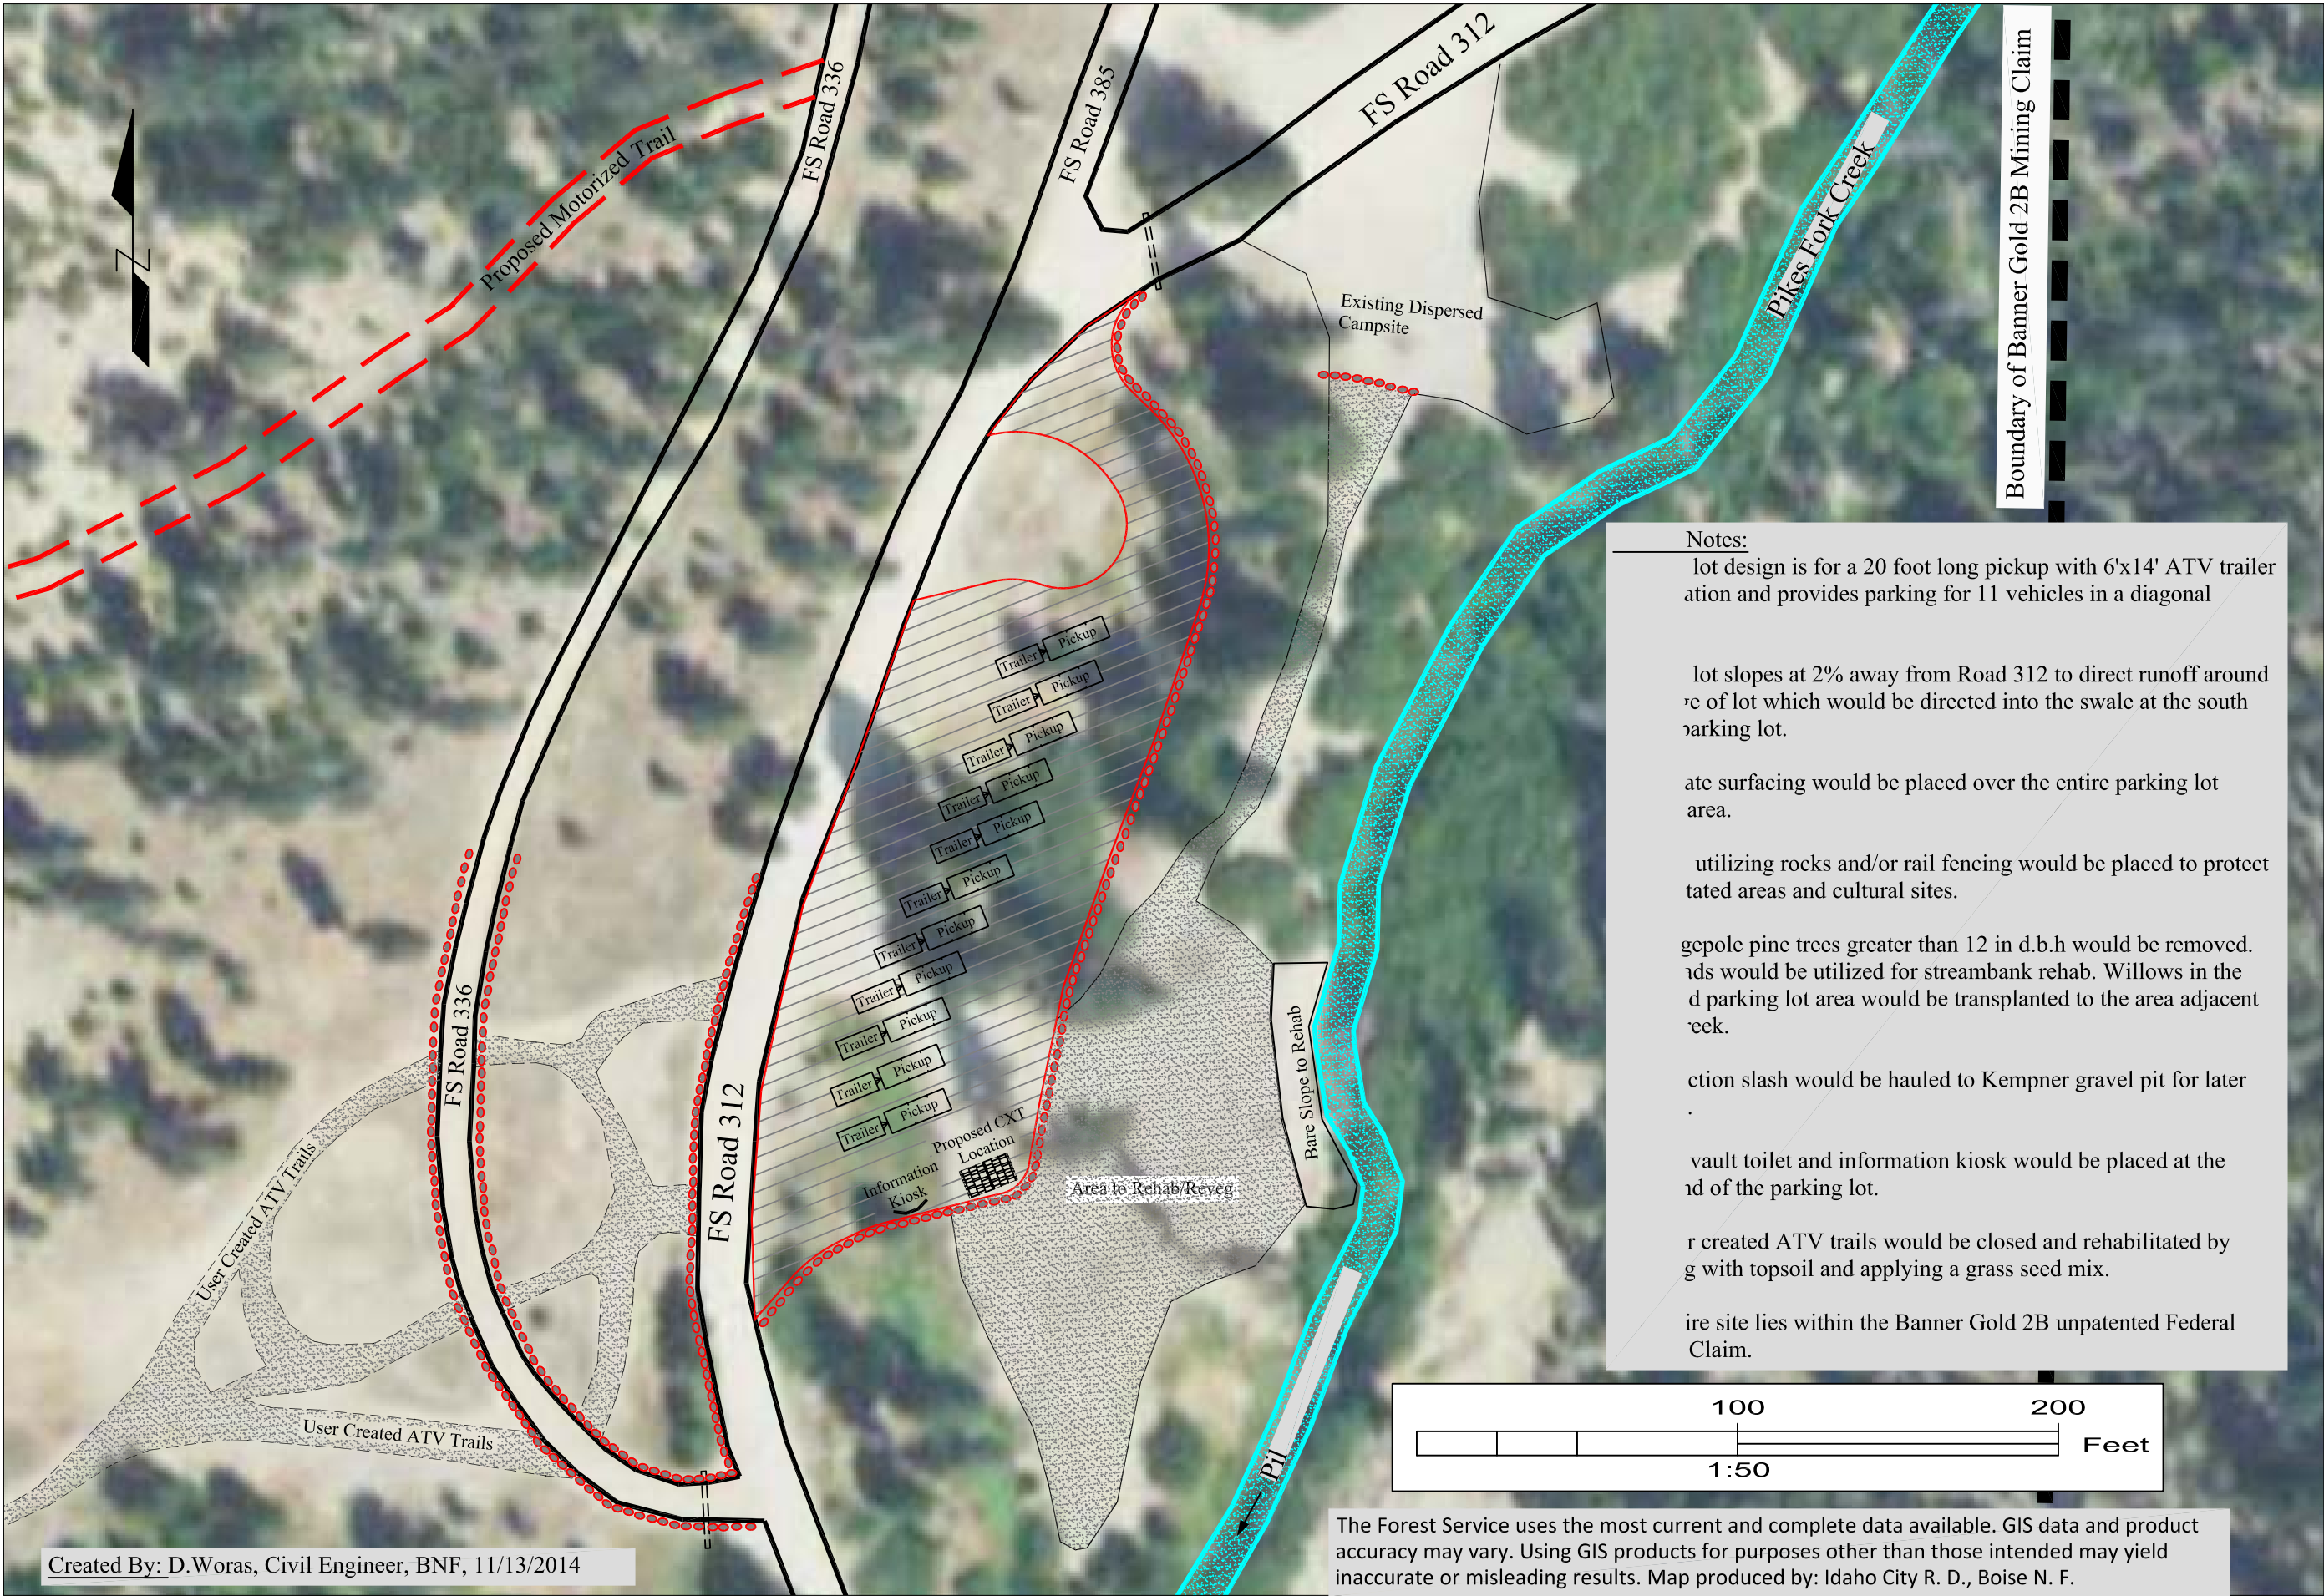 FS Road 336
FS Road 385
FS Road 312
Proposed Motorized Trail
N
Pikes Fork Creek
Boundary of Banner Gold 2B Mining Claim
Existing Dispersed
Campsite
Notes:
lot design is for a 20 foot long pickup with 6'x14' ATV trailer
ation and provides parking for 11 vehicles in a diagonal
lot slopes at 2% away from Road 312 to direct runoff around
e of lot which would be directed into the swale at the south
parking lot.
ate surfacing would be placed over the entire parking lot
area.
utilizing rocks and/or rail fencing would be placed to protect
tated areas and cultural sites.
gepole pine trees greater than 12 in d.b.h would be removed.
ds would be utilized for streambank rehab. Willows in the
d parking lot area would be transplanted to the area adjacent
reek.
ction slash would be hauled to Kempner gravel pit for later
.
vault toilet and information kiosk would be placed at the
nd of the parking lot.
r created ATV trails would be closed and rehabilitated by
g with topsoil and applying a grass seed mix.
ire site lies within the Banner Gold 2B unpatented Federal
Claim.
Trailer Pickup
Trailer Pickup
Trailer Pickup
Trailer Pickup
Trailer Pickup
Trailer Pickup
Trailer Pickup
Trailer Pickup
Trailer Pickup
Trailer Pickup
Trailer Pickup
FS Road 336
FS Road 312
Proposed CXT
Location
Information
Kiosk
Area to Rehab/Reveg
Bare Slope to Rehab
User Created ATV Trails
User Created ATV Trails
Pi
100 200
Feet
1:50
The Forest Service uses the most current and complete data available. GIS data and product
accuracy may vary. Using GIS products for purposes other than those intended may yield
inaccurate or misleading results. Map produced by: Idaho City R. D., Boise N. F.
Created By: D.Woras, Civil Engineer, BNF, 11/13/2014